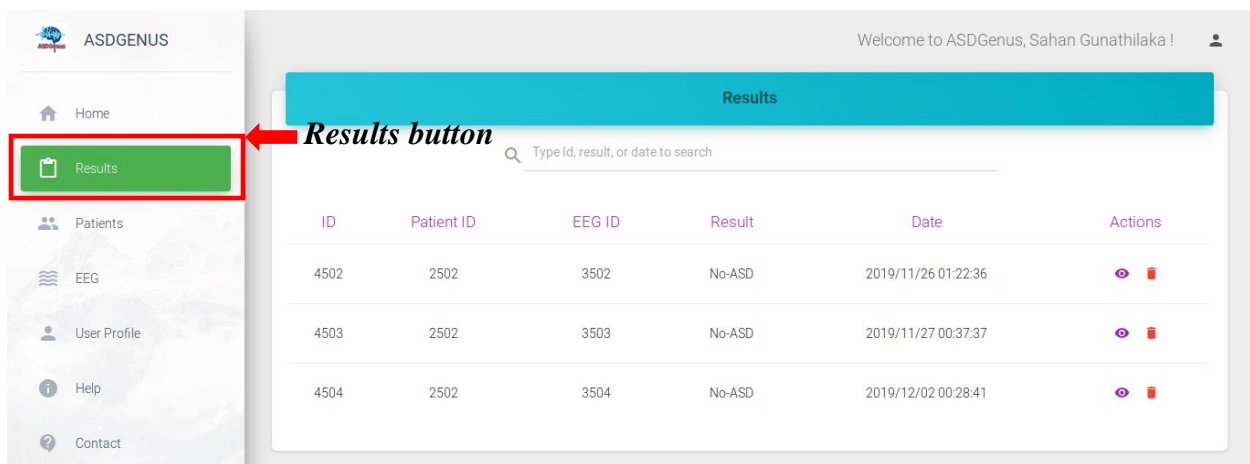 ASDGenus
ASDGENUS
Welcome to ASDGenus, Sahan Gunathilaka !
Home
Results
Patients
EEG
User Profile
Help
Contact
Results button
Results
Type Id, result, or date to search
ID Patient ID EEG ID Result Date Actions
4502 2502 3502 No-ASD 2019/11/26 01:22:36
4503 2502 3503 No-ASD 2019/11/27 00:37:37
4504 2502 3504 No-ASD 2019/12/02 00:28:41